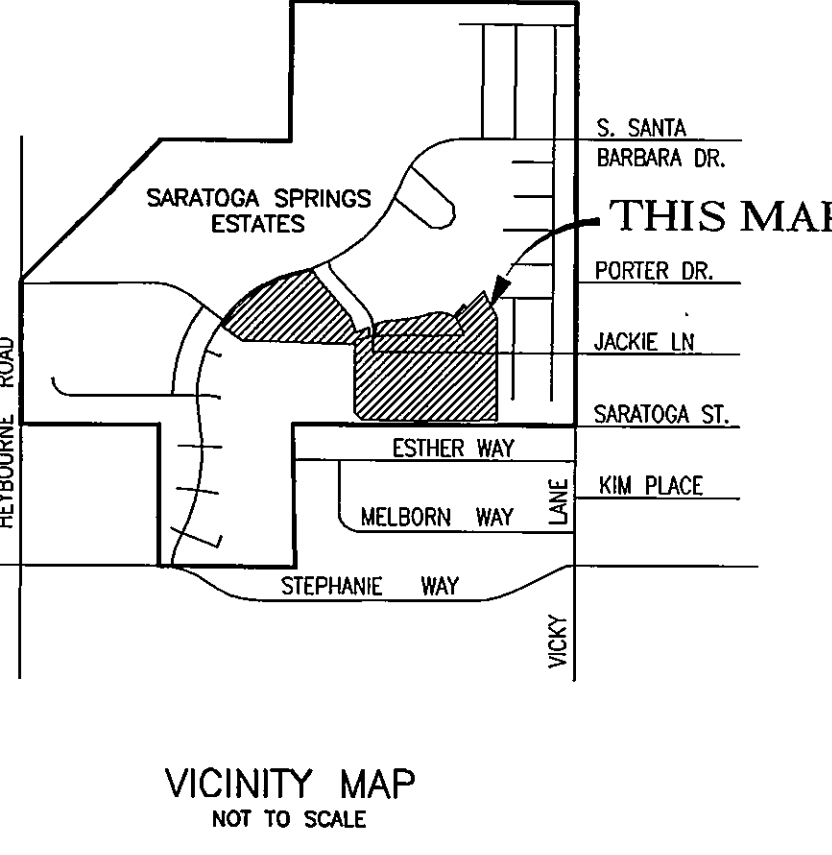 S. SANTA
BARBARA DR.
SARATOGA SPRINGS
ESTATES
THIS MAP
PORTER DR.
JACKIE LN
HEYBOURNE ROAD
SARATOGA ST.
ESTHER WAY
KIM PLACE
MELBORN WAY
STEPHANIE WAY
VICKY LANE
VICINITY MAP
NOT TO SCALE